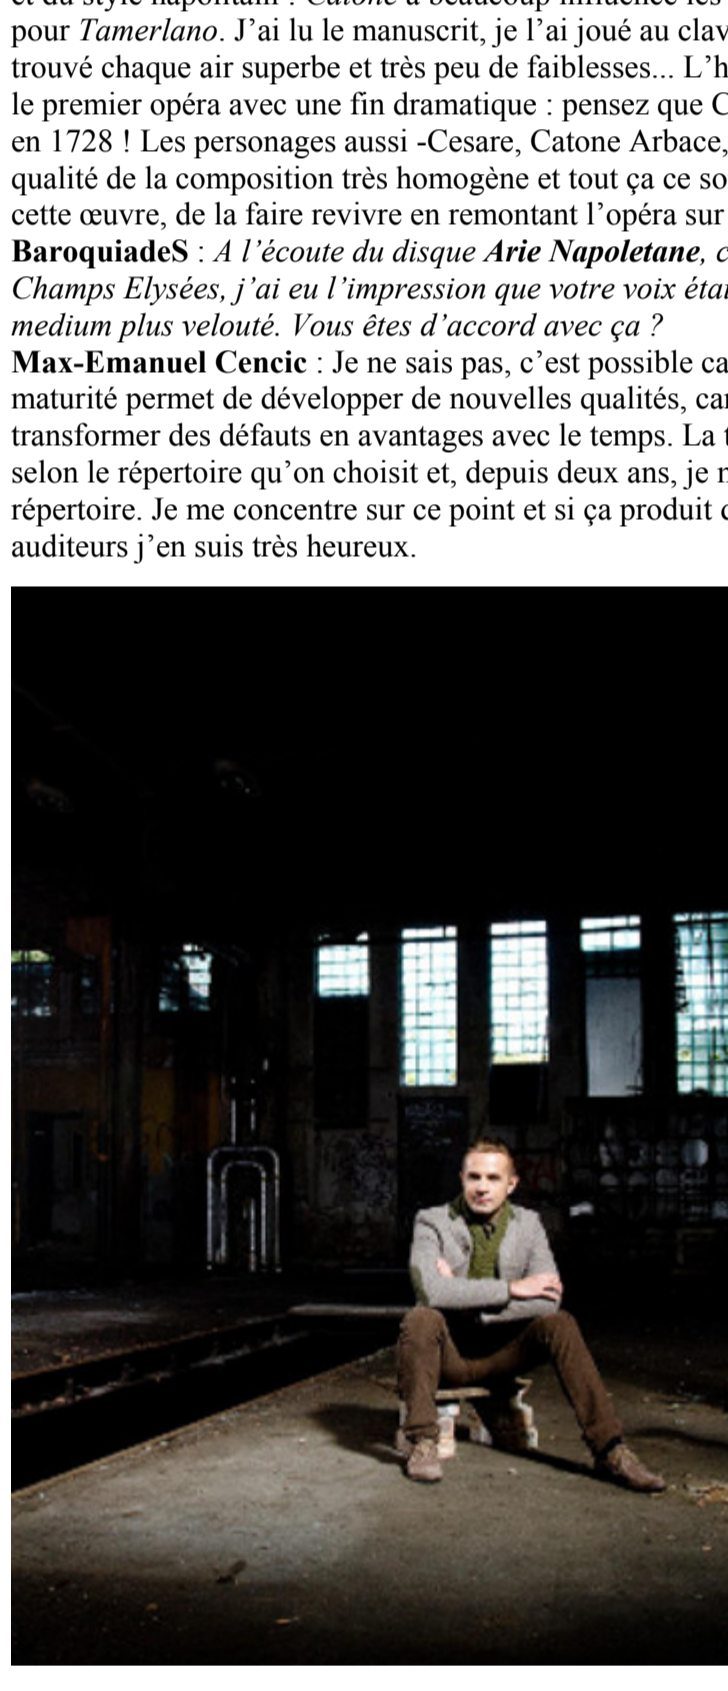 pour Tamerlano. J’ai lu le manuscrit, je l’ai joué au clav
trouvé chaque air superbe et très peu de faiblesses... L’h
le premier opéra avec une fin dramatique : pensez que C
en 1728 ! Les personages aussi -Cesare, Catone Arbace,
qualité de la composition très homogène et tout ça ce so
cette œuvre, de la faire revivre en remontant l’opéra sur
BaroquiadeS : A l’écoute du disque Arie Napoletane, c
Champs Elysées, j’ai eu l’impression que votre voix étai
medium plus velouté. Vous êtes d’accord avec ça ?
Max-Emanuel Cencic : Je ne sais pas, c’est possible ca
maturité permet de développer de nouvelles qualités, car
transformer des défauts en avantages avec le temps. La t
selon le répertoire qu’on choisit et, depuis deux ans, je
répertoire. Je me concentre sur ce point et si ça produit
auditeurs j’en suis très heureux.